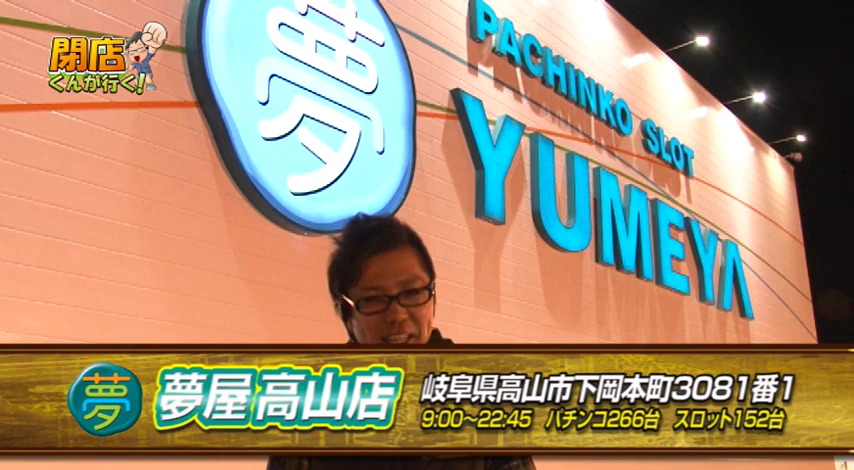 閉店
くんが行く!
夢
PACHINKO SLOT
YUMEYA
夢
夢屋 高山店
岐阜県高山市下岡本町3081番1
9:00～22:45 パチンコ266台 スロット152台